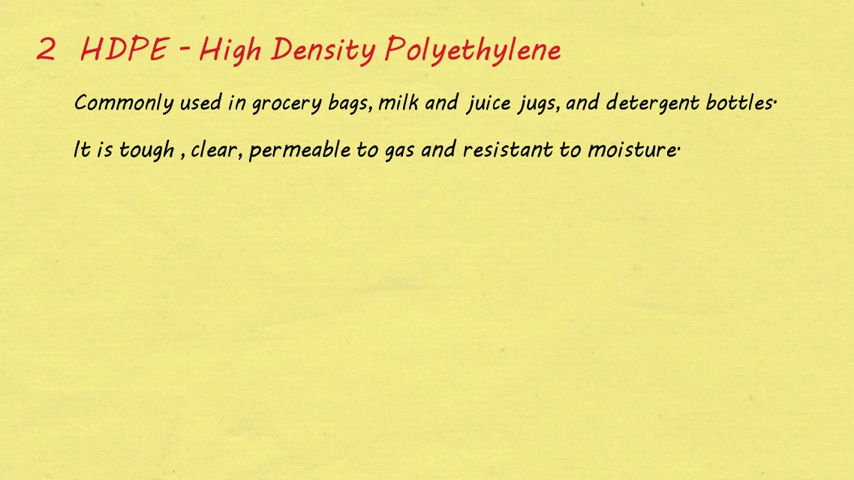 2 HDPE - High Density Polyethylene
Commonly used in grocery bags, milk and juice jugs, and detergent bottles.
It is tough , clear, permeable to gas and resistant to moisture.